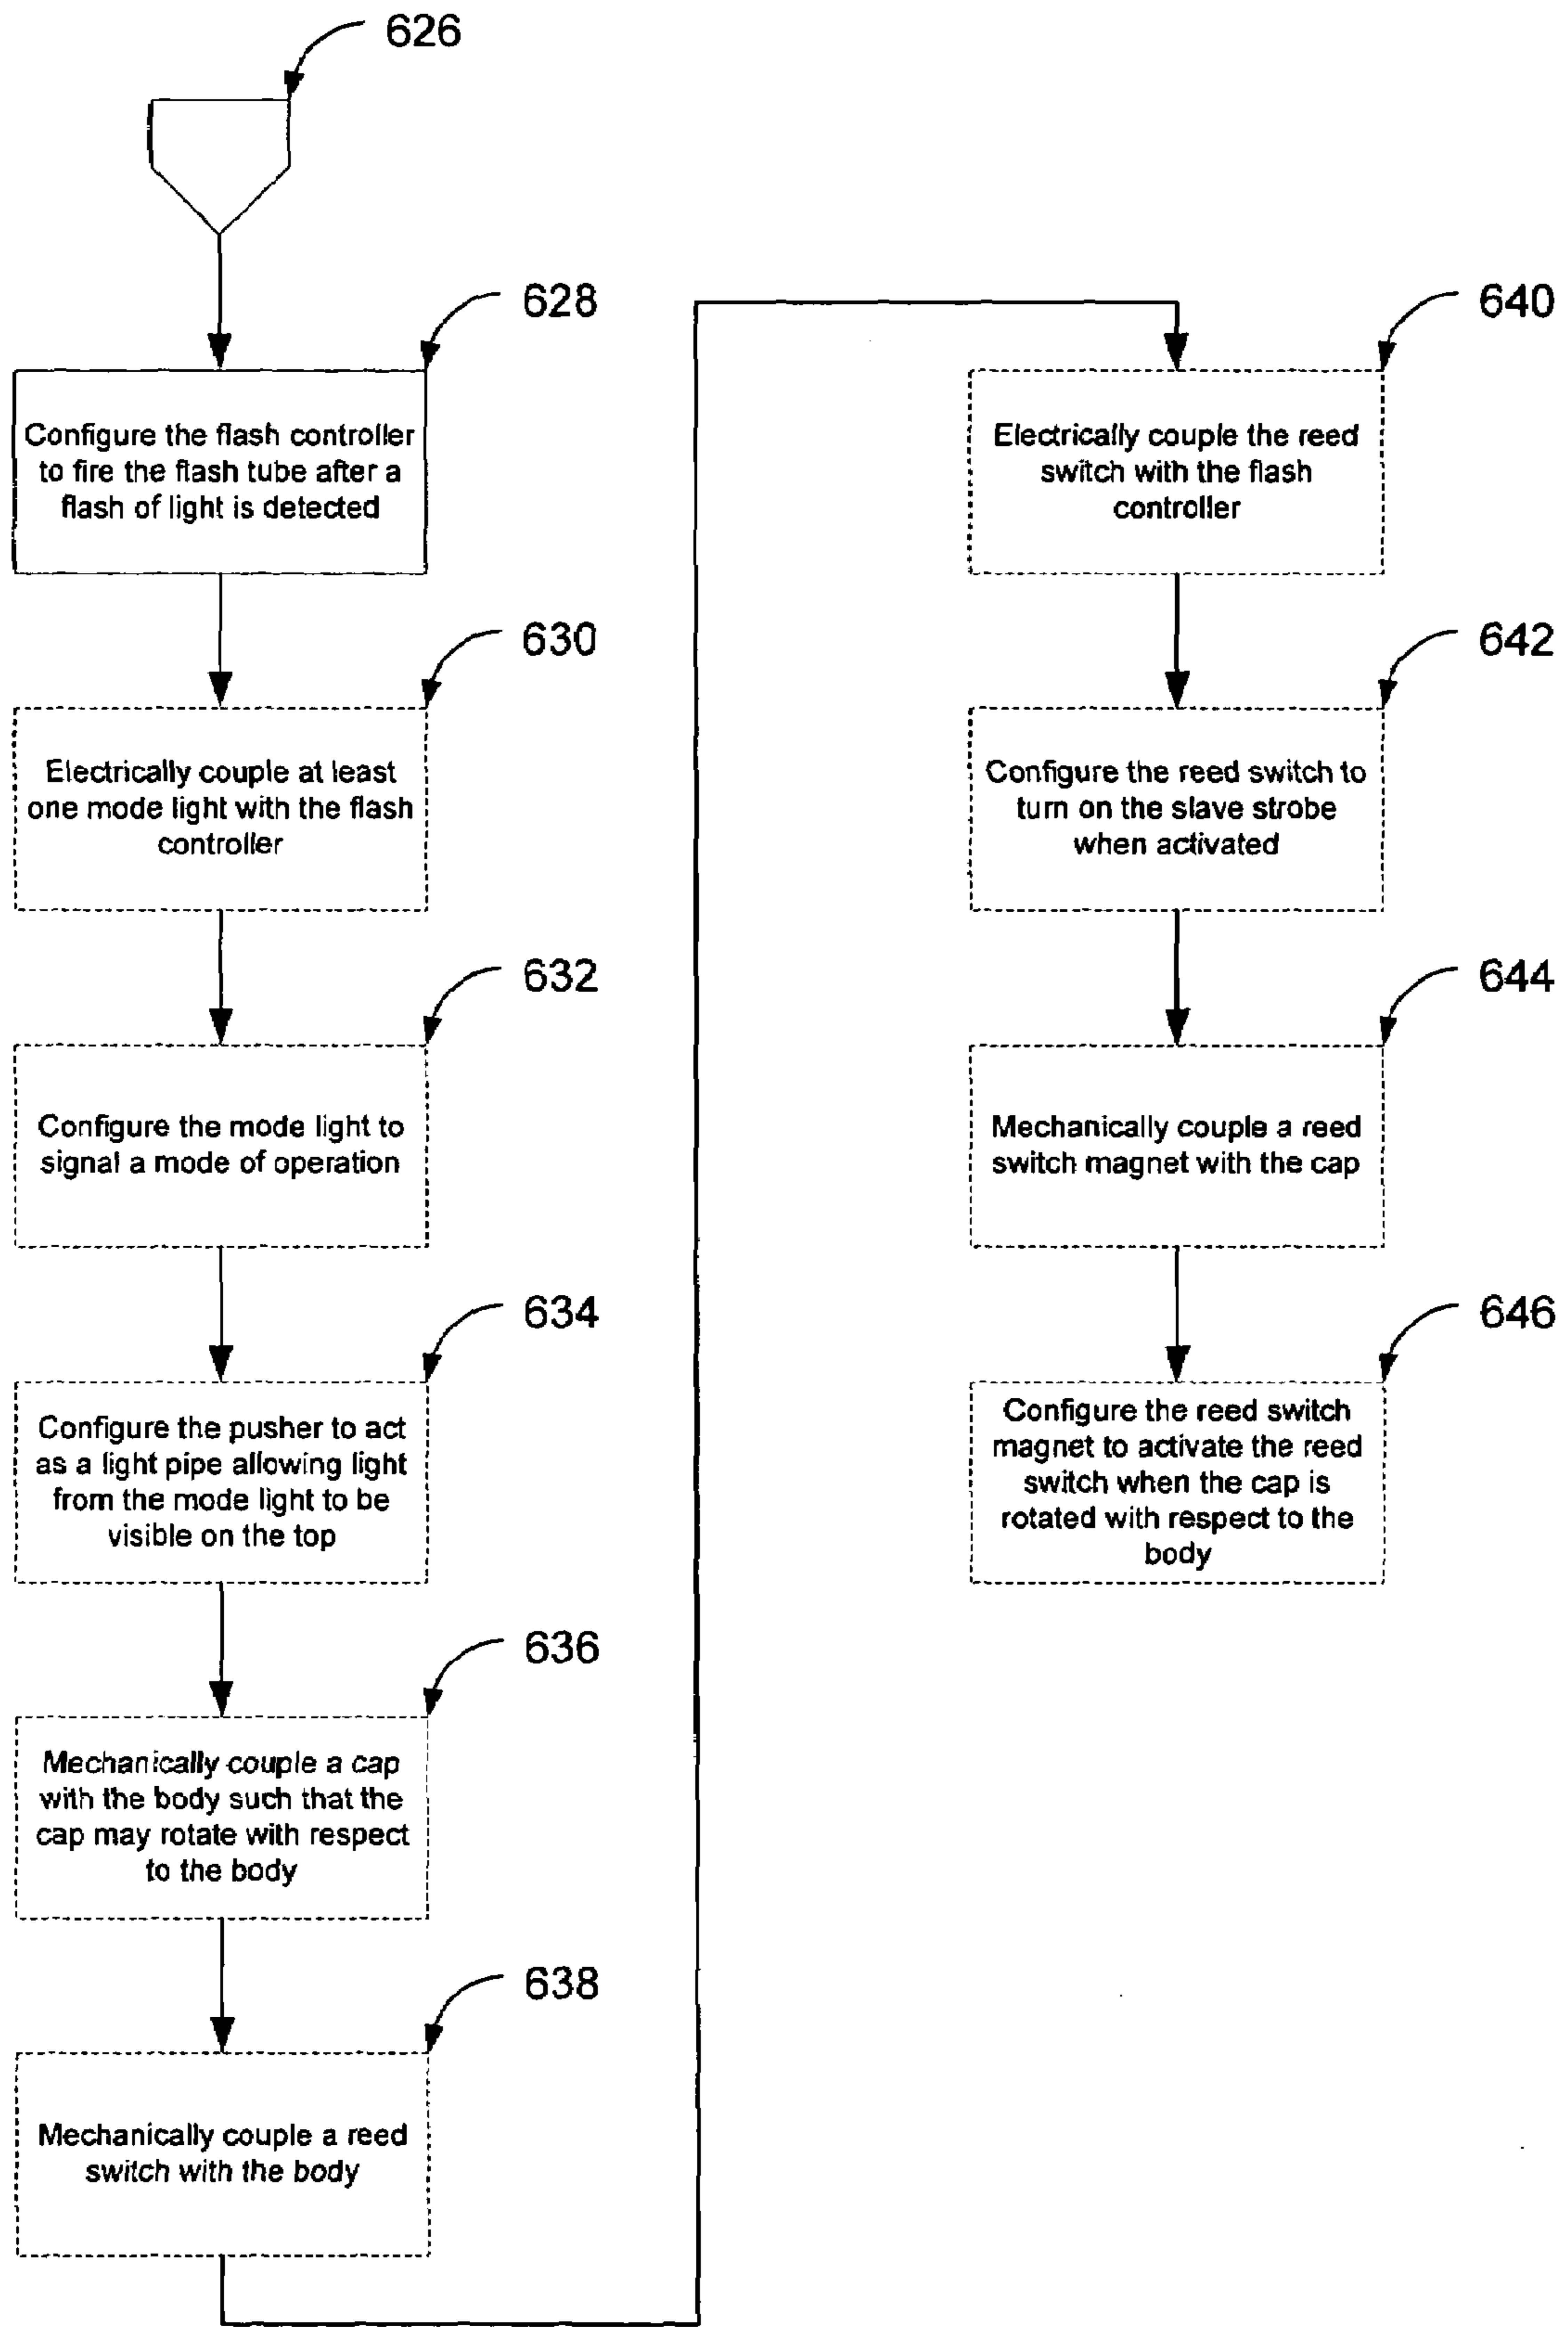 626
628
Configure the flash controller
to fire the flash tube after a
flash of light is detected
630
Electrically couple at least
one mode light with the flash
controller
632
Configure the mode light to
signal a mode of operation
634
Configure the pusher to act
as a light pipe allowing light
from the mode light to be
visible on the top
636
Mechanically couple a cap
with the body such that the
cap may rotate with respect
to the body
638
Mechanically couple a reed
switch with the body
640
Electrically couple the reed
switch with the flash
controller
642
Configure the reed switch to
turn on the slave strobe
when activated
644
Mechanically couple a reed
switch magnet with the cap
646
Configure the reed switch
magnet to activate the reed
switch when the cap is
rotated with respect to the
body